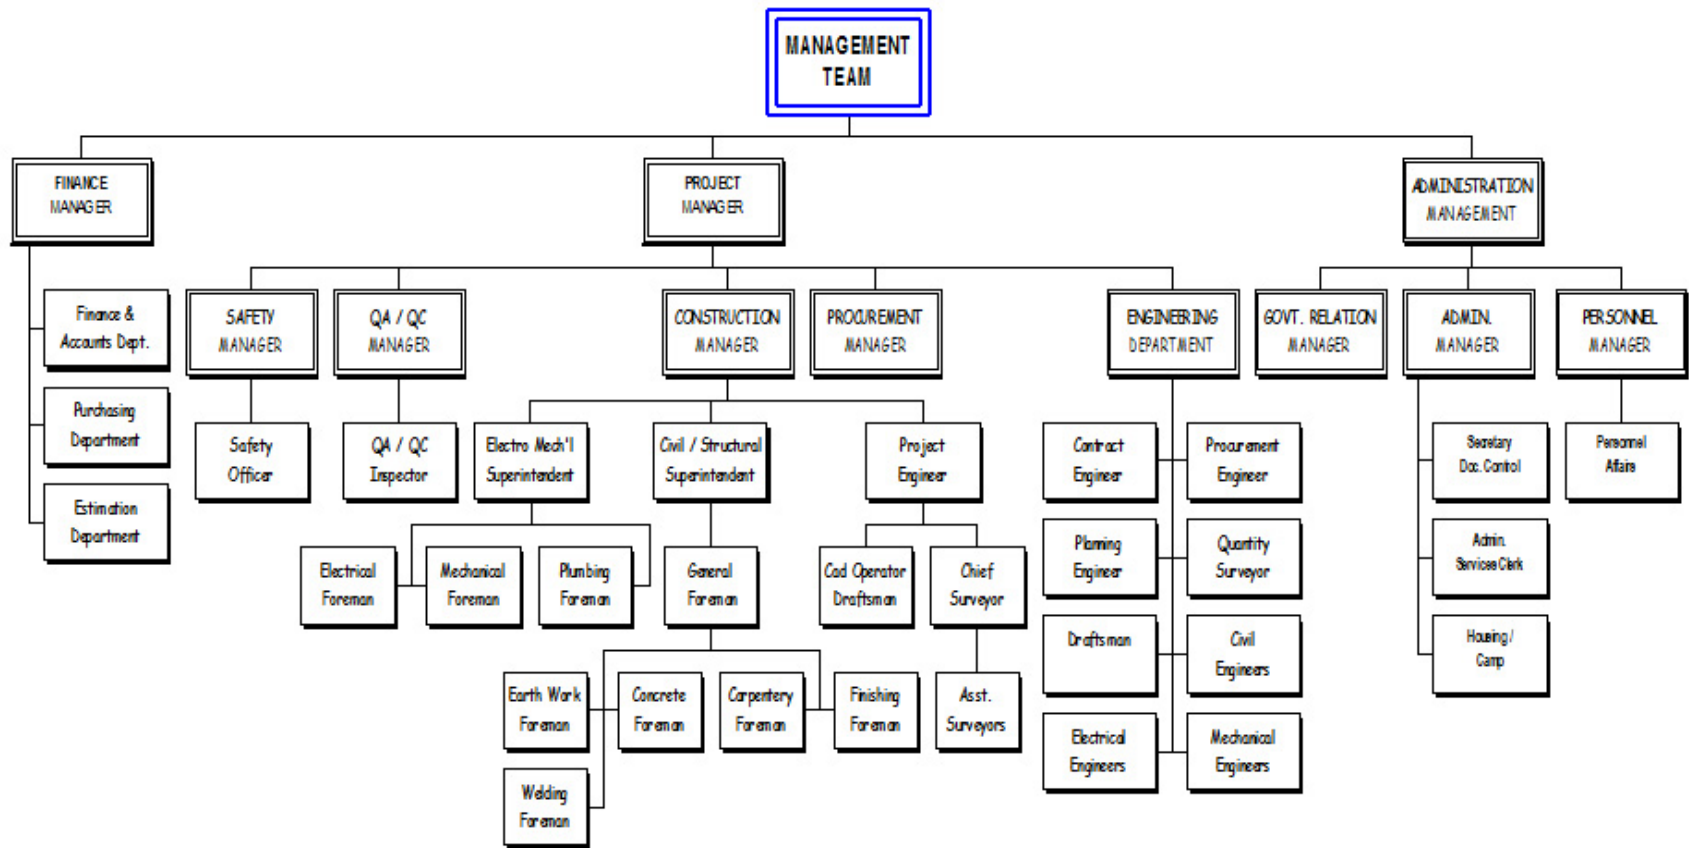 MANAGEMENT
TEAM
FINANCE
MANAGER
PROJECT
MANAGER
ADMINISTRATION
MANAGEMENT
Finance &
Accounts Dept.
Purchasing
Department
Estimation
Department
SAFETY
MANAGER
QA / QC
MANAGER
CONSTRUCTION
MANAGER
PROCUREMENT
MANAGER
ENGINEERING
DEPARTMENT
GOVT. RELATION
MANAGER
ADMIN.
MANAGER
PERSONNEL
MANAGER
Safety
Officer
QA / QC
Inspector
Electro Mech'l
Superintendent
Civil / Structural
Superintendent
Project
Engineer
Contract
Engineer
Procurement
Engineer
Secretary
Doc. Control
Personnel
Affairs
Electrical
Foreman
Mechanical
Foreman
Plumbing
Foreman
General
Foreman
Cad Operator
Draftsman
Chief
Surveyor
Planning
Engineer
Quantity
Surveyor
Admin.
Services Clerk
Earth Work
Foreman
Concrete
Foreman
Carpentery
Foreman
Finishing
Foreman
Asst.
Surveyors
Draftsman
Civil
Engineers
Housing /
Camp
Welding
Foreman
Electrical
Engineers
Mechanical
Engineers